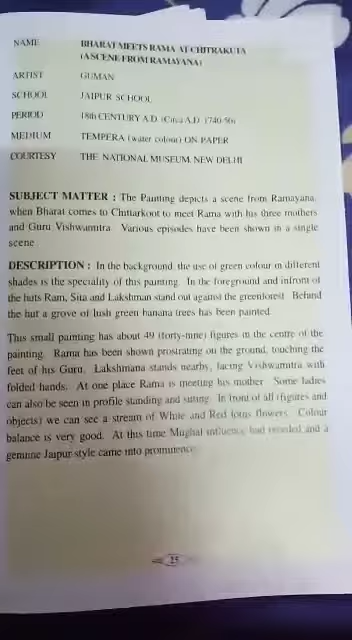 NAME BHARAT MEETS RAMA AT CHITRAKUTA
(A SCENE FROM RAMAYANA)
ARTIST GUMAN
SCHOOL JAIPUR SCHOOL
PERIOD 18th CENTURY A.D. (Circa A.D. 1740-50)
MEDIUM TEMPERA (water colour) ON PAPER
COURTESY THE NATIONAL MUSEUM, NEW DELHI
SUBJECT MATTER : The Painting depicts a scene from Ramayana,
when Bharat comes to Chitrarkoot to meet Rama with his three mothers
and Guru Vishwamitra. Various episodes have been shown in a single
scene.
DESCRIPTION : In the background, the use of green colour in different
shades is the speciality of this painting. In the foreground and infront of
the huts Ram, Sita and Lakshman stand out against the greenforest. Behind
the hut a grove of lush green banana trees has been painted.
This small painting has about 49 (forty-nine) figures in the centre of the
painting. Rama has been shown prostrating on the ground, touching the
feet of his Guru. Lakshmana stands nearby, facing Vishwamitra with
folded hands. At one place Rama is meeting his mother. Some ladies
can also be seen in profile standing and sitting. In front of all (figures and
objects) we can see a stream of White and Red lotus flowers. Colour
balance is very good. At this time Mughal influence had receded and a
genuine Jaipur style came into prominence.
25